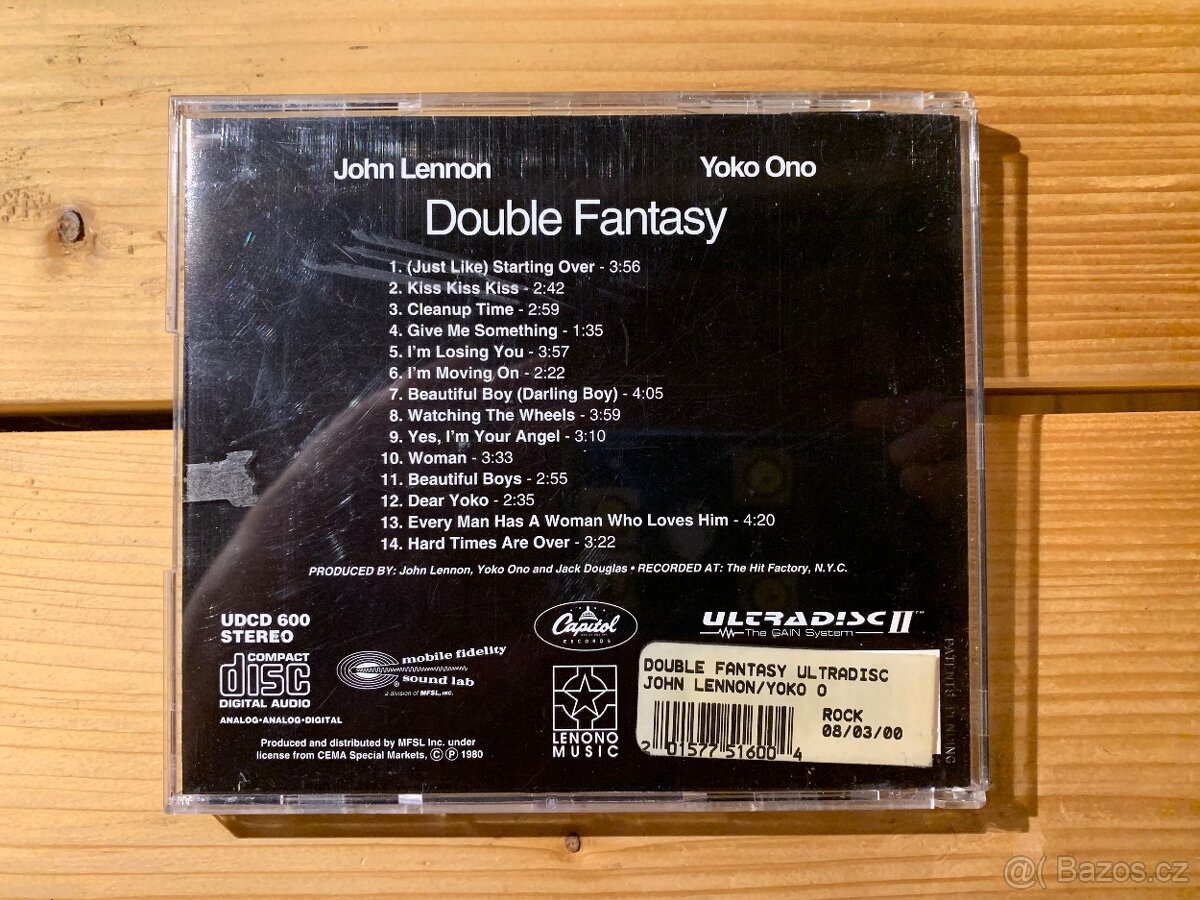 John Lennon Yoko Ono
Double Fantasy
1. (Just Like) Starting Over - 3:56
2. Kiss Kiss Kiss - 2:42
3. Cleanup Time - 2:59
4. Give Me Something - 1:35
5. I'm Losing You - 3:57
6. I'm Moving On - 2:22
7. Beautiful Boy (Darling Boy) - 4:05
8. Watching The Wheels - 3:59
9. Yes, I'm Your Angel - 3:10
10. Woman - 3:33
11. Beautiful Boys - 2:55
12. Dear Yoko - 2:35
13. Every Man Has A Woman Who Loves Him - 4:20
14. Hard Times Are Over - 3:22
PRODUCED BY: John Lennon, Yoko Ono and Jack Douglas • RECORDED AT: The Hit Factory, N.Y.C.
UDCD 600
STEREO
COMPACT
disc
DIGITAL AUDIO
ANALOG•ANALOG•DIGITAL
mobile fidelity
sound lab
a division of MFSL, INC.
Produced and distributed by MFSL Inc. under
license from CEMA Special Markets, Ⓒ Ⓟ 1980
Capitol
RECORDS
LENONO
MUSIC
ULTRADISC II™
The GAIN System
DOUBLE FANTASY ULTRADISC
JOHN LENNON/YOKO O
ROCK
08/03/00
2 01577 51600 4
@( Bazos.cz